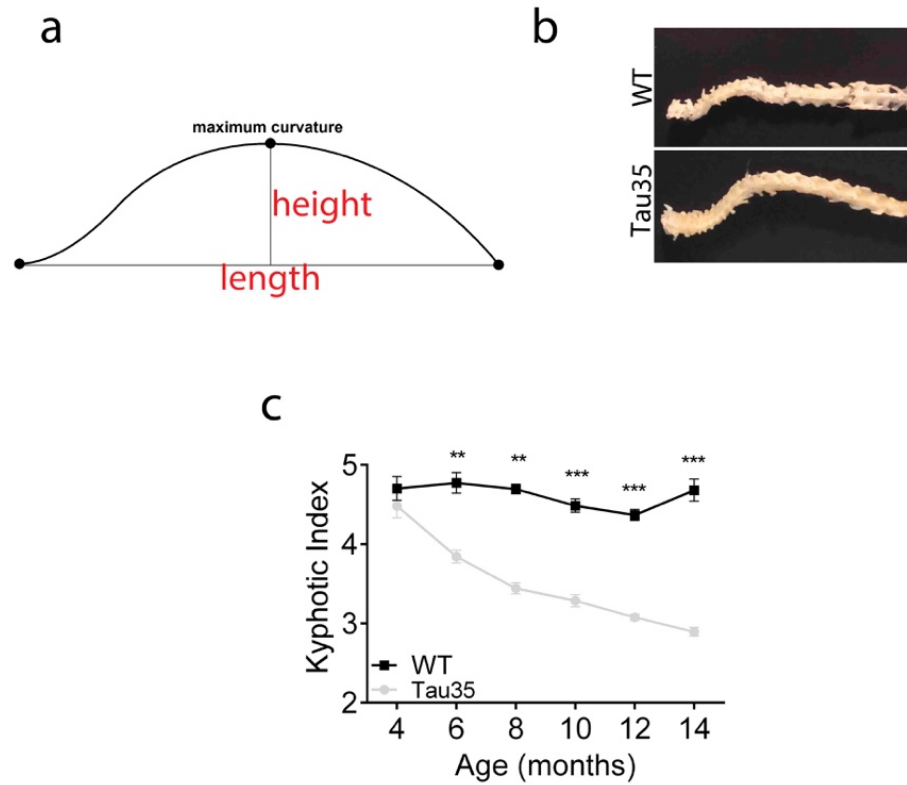 a
maximum curvature
height
length
b
WT
Tau35
c
Kyphotic Index
5
4
3
2
** ** *** *** ***
WT
Tau35
4 6 8 10 12 14
Age (months)